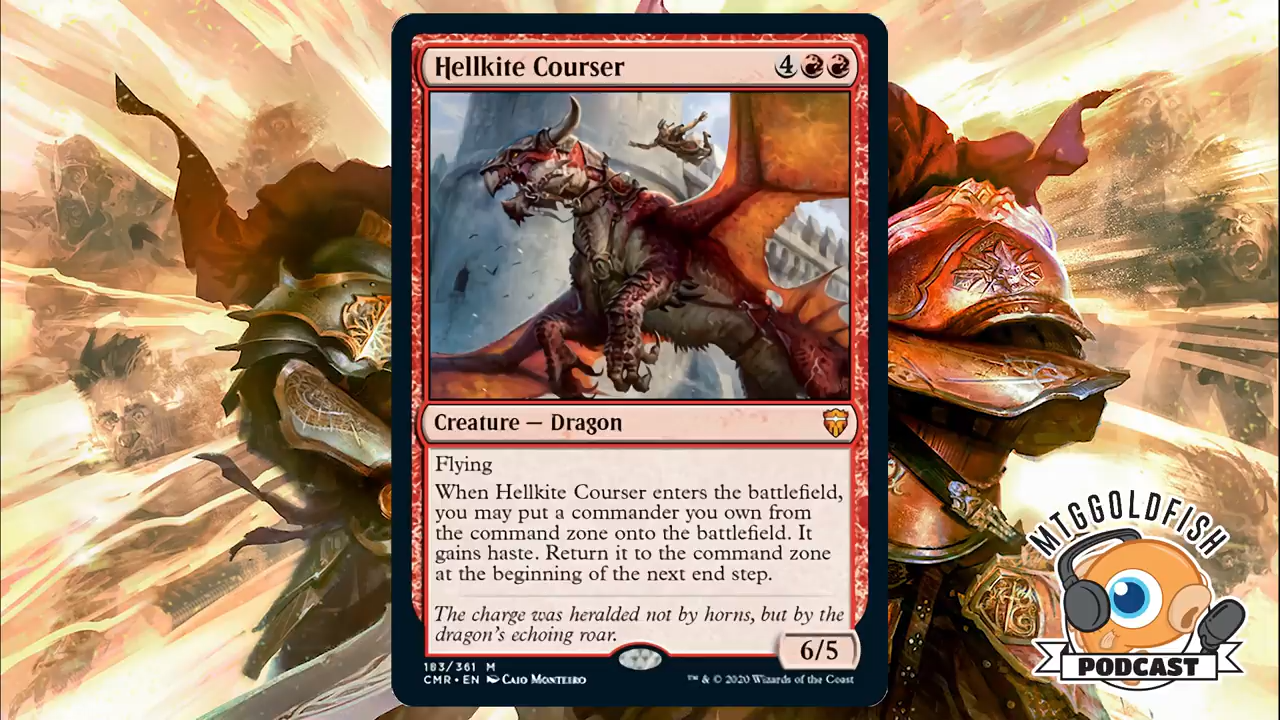 Hellkite Courser 4
Creature — Dragon
Flying
When Hellkite Courser enters the battlefield,
you may put a commander you own from
the command zone onto the battlefield. It
gains haste. Return it to the command zone
at the beginning of the next end step.
The charge was heralded not by horns, but by the
dragon's echoing roar.
6/5
183/361 M
CMR • EN Caio Monteiro
™ & © 2020 Wizards of the Coast
MTGGOLDFISH
PODCAST